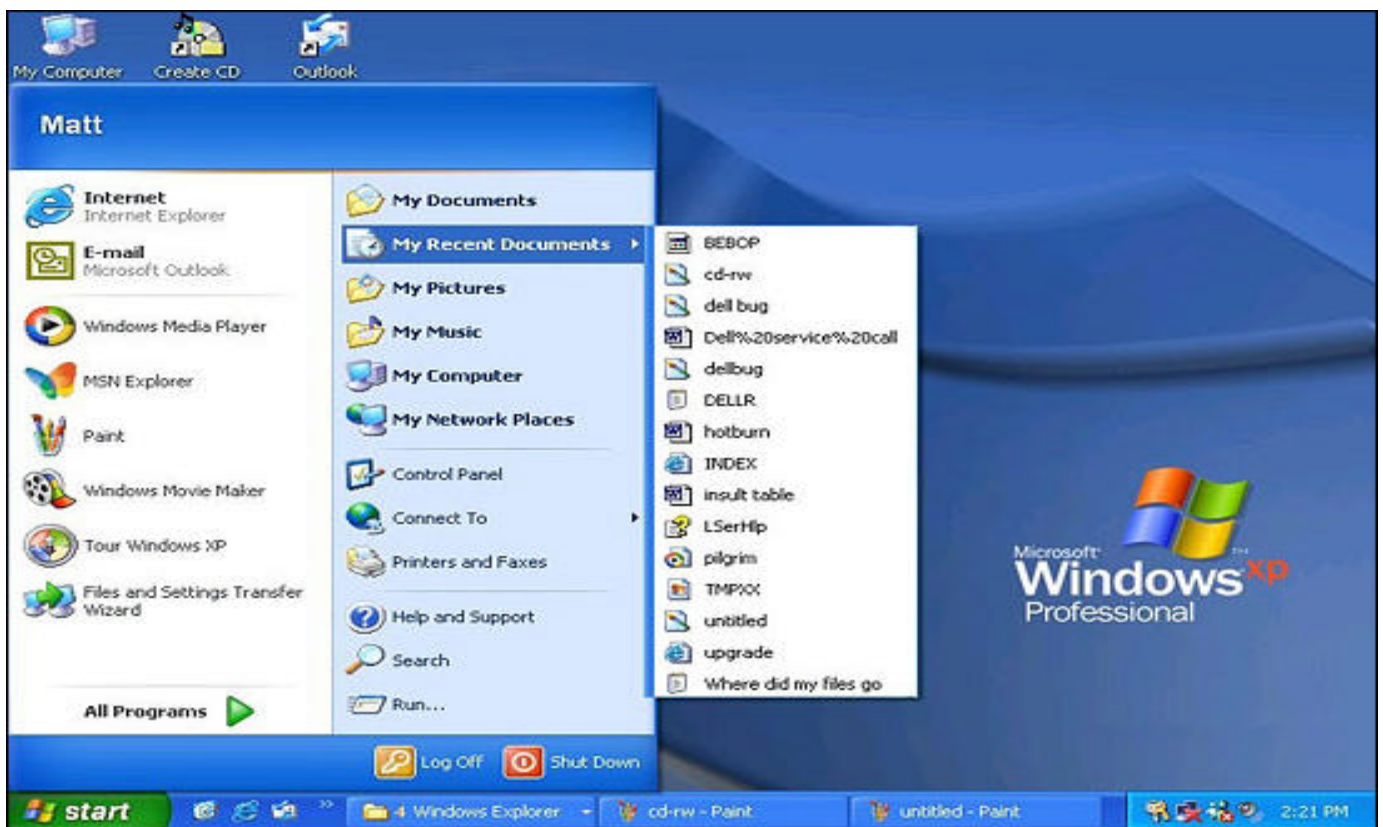 My Computer
Create CD
Outlook
Matt
Internet
Internet Explorer
E-mail
Microsoft Outlook
Windows Media Player
MSN Explorer
Paint
Windows Movie Maker
Tour Windows XP
Files and Settings Transfer
Wizard
All Programs
My Documents
My Recent Documents
My Pictures
My Music
My Computer
My Network Places
Control Panel
Connect To
Printers and Faxes
Help and Support
Search
Run...
BEBOP
cd-rw
dell bug
Dell%20service%20call
dellbug
DELLR
hotburn
INDEX
insult table
LSerHlp
pilgrim
TMPXX
untitled
upgrade
Where did my files go
Microsoft
Windows xp
Professional
Log Off
Shut Down
start
4 Windows Explorer
cd-rw - Paint
untitled - Paint
2:21 PM